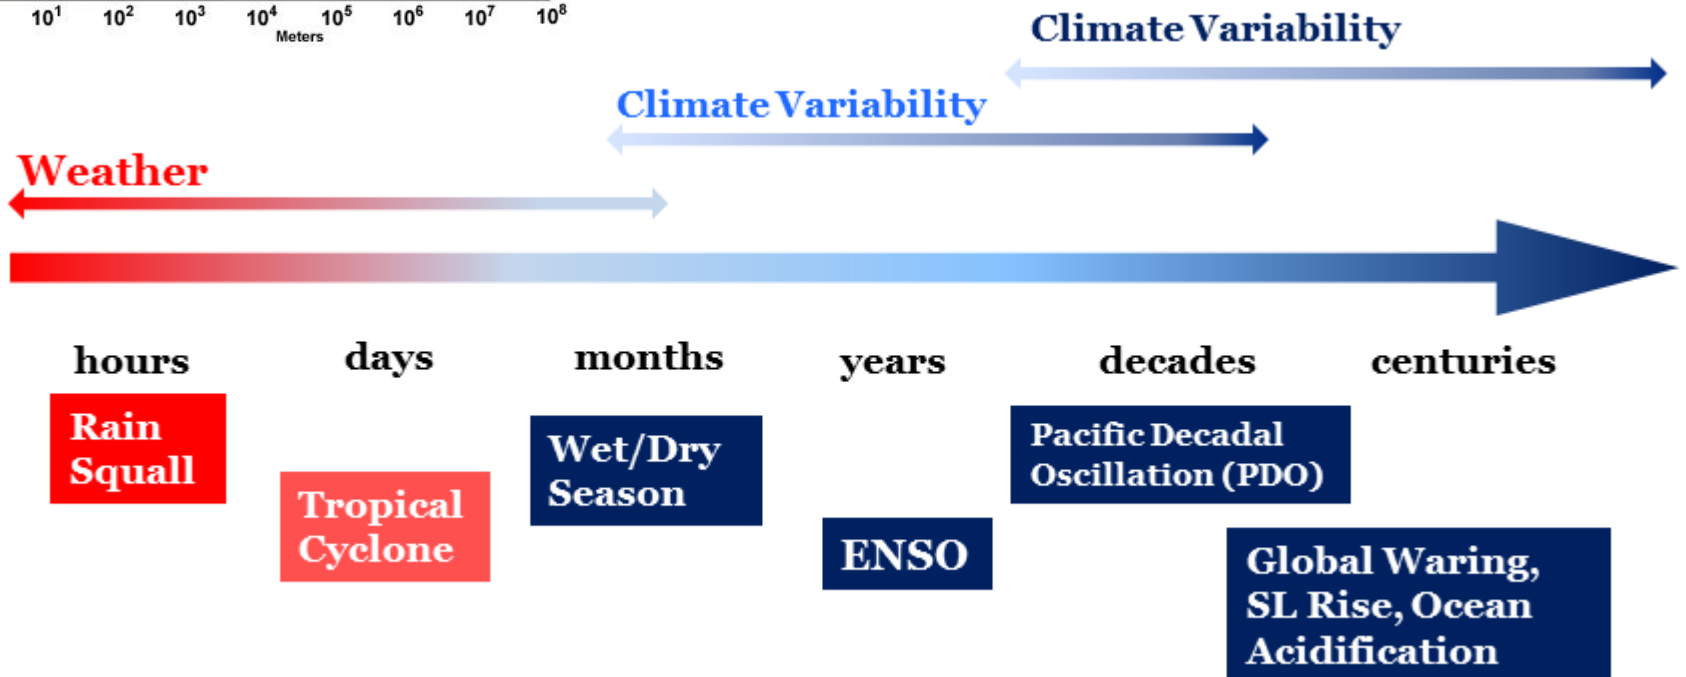 10¹ 10² 10³ 10⁴ 10⁵ 10⁶ 10⁷ 10⁸
Meters
Climate Variability
Climate Variability
Weather
hours days months years decades centuries
Rain
Squall
Tropical
Cyclone
Wet/Dry
Season
ENSO
Pacific Decadal
Oscillation (PDO)
Global Waring,
SL Rise, Ocean
Acidification